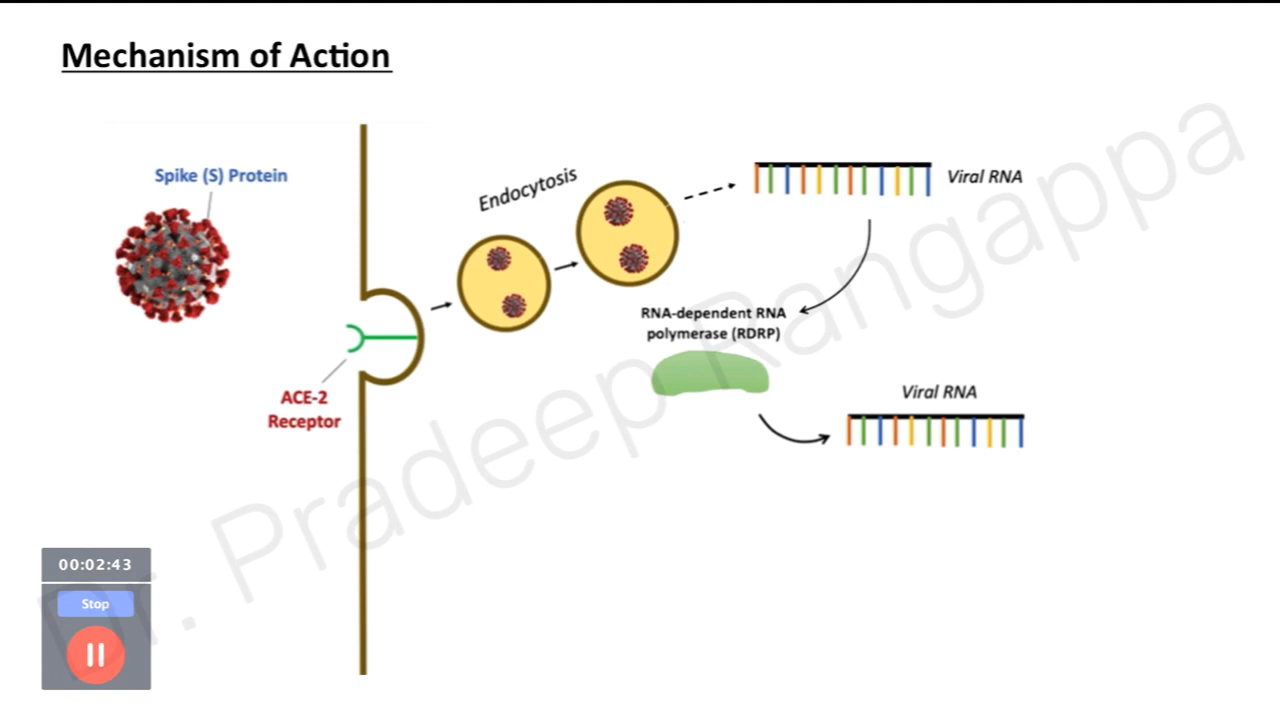 Mechanism of Action
Spike (S) Protein
Endocytosis
Viral RNA
RNA-dependent RNA
polymerase (RDRP)
ACE-2
Receptor
Viral RNA
Dr. Pradeep Rangappa
00:02:43
Stop